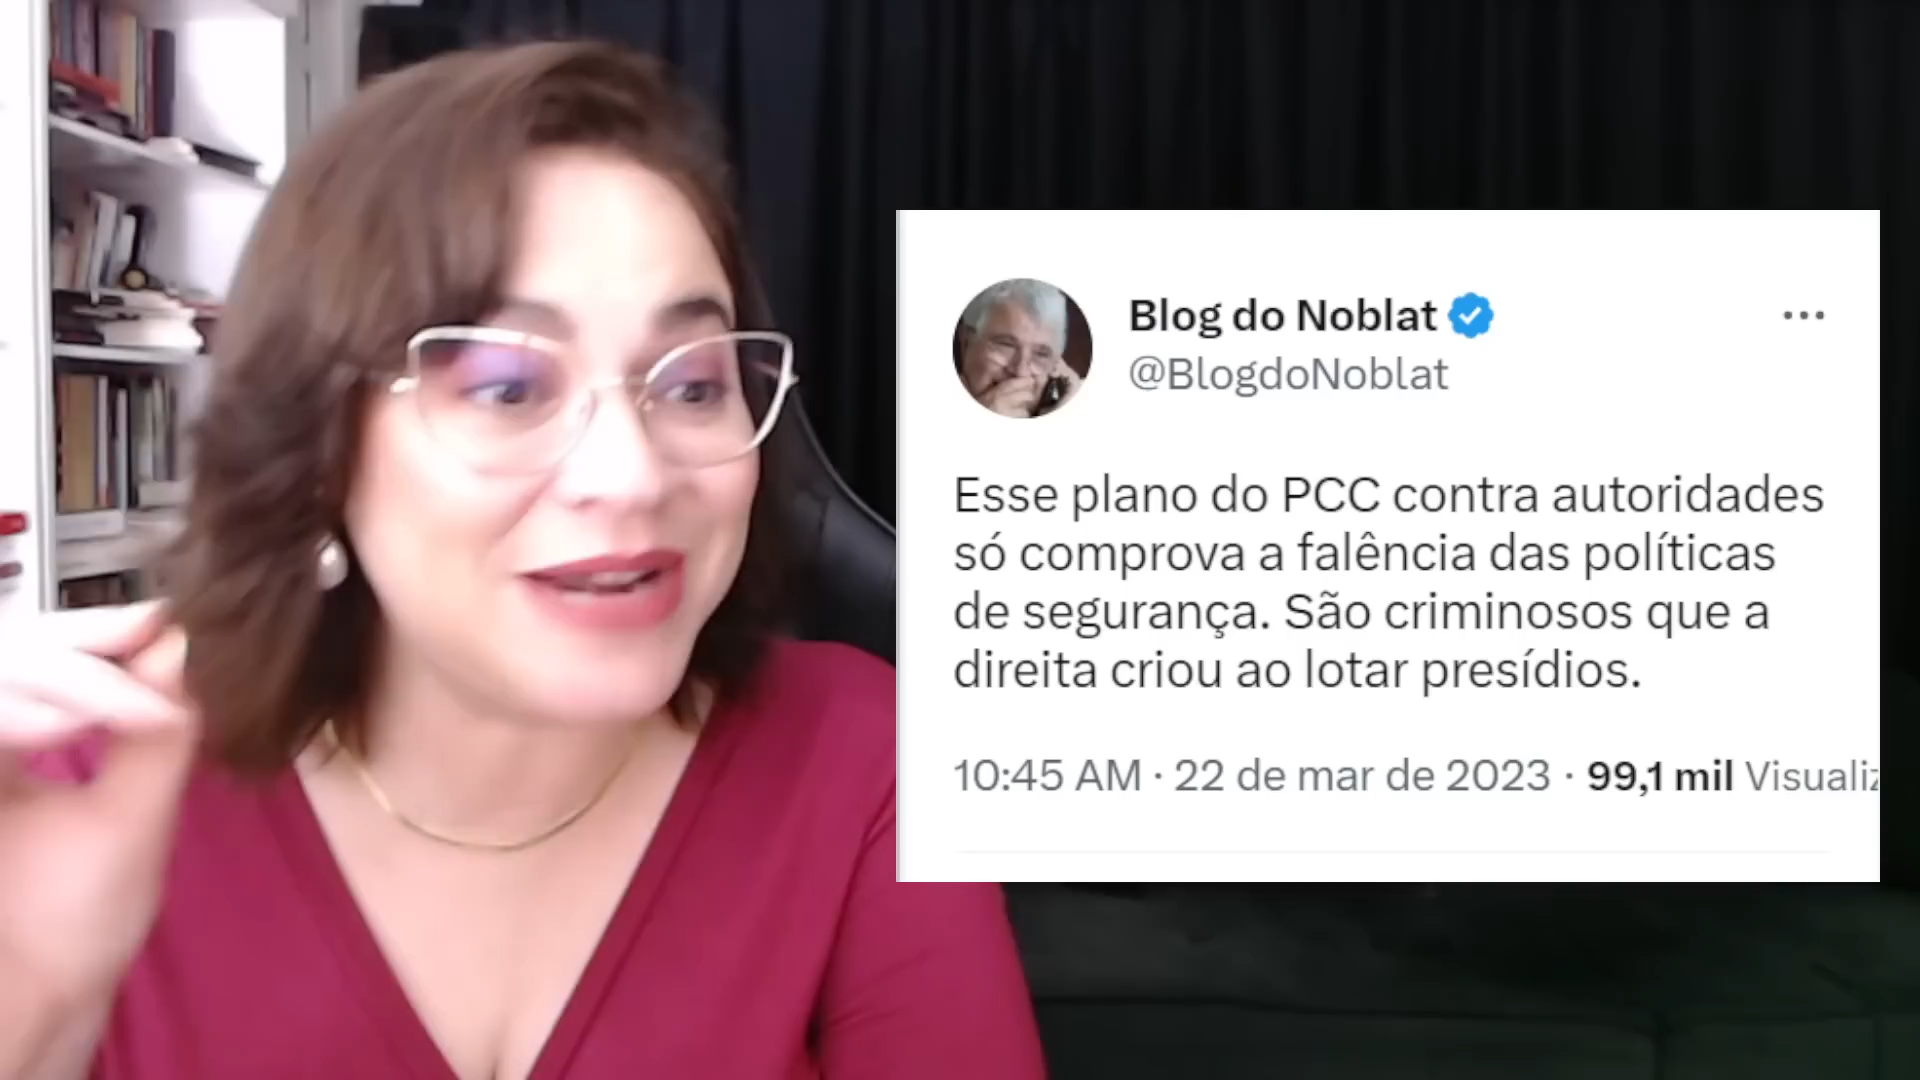 Blog do Noblat
@BlogdoNoblat
Esse plano do PCC contra autoridades
só comprova a falência das políticas
de segurança. São criminosos que a
direita criou ao lotar presídios.
10:45 AM · 22 de mar de 2023 · 99,1 mil Visualiz